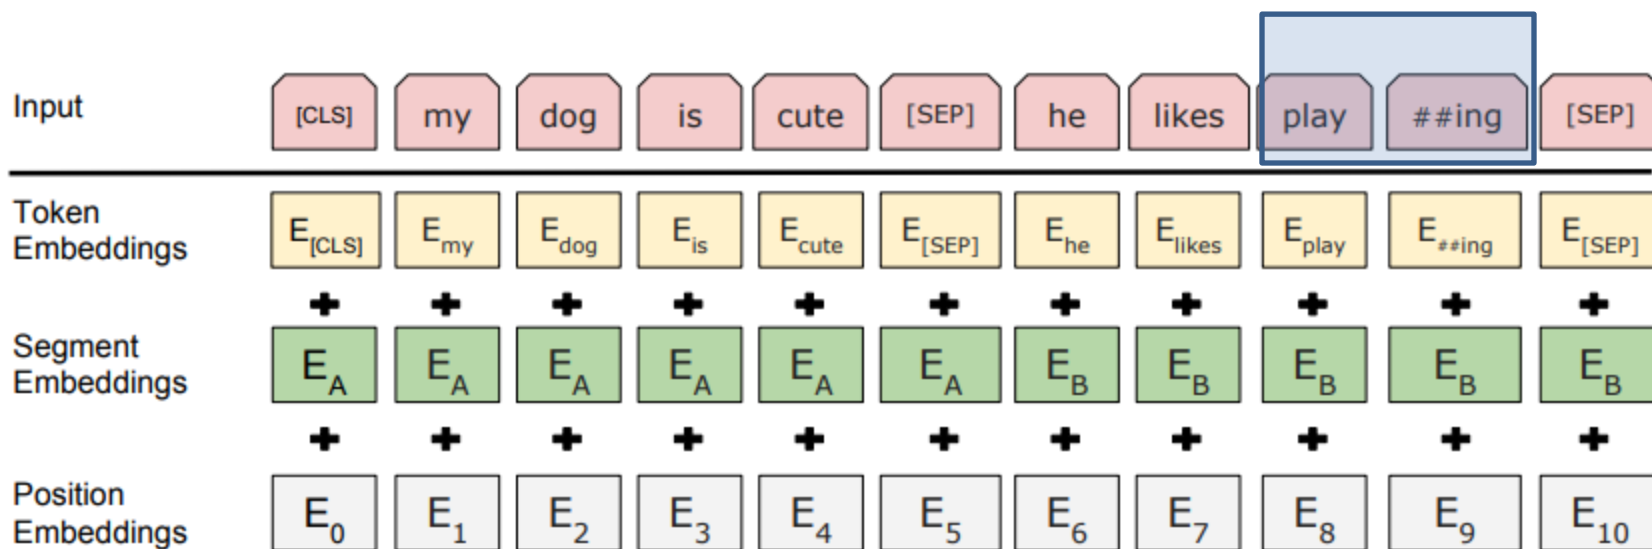 Input [CLS] my dog is cute [SEP] he likes play ##ing [SEP]
Token
Embeddings E[CLS] Emy Edog Eis Ecute E[SEP] Ehe Elikes Eplay E##ing E[SEP]
+ + + + + + + + + + +
Segment
Embeddings EA EA EA EA EA EA EB EB EB EB EB
+ + + + + + + + + + +
Position
Embeddings E0 E1 E2 E3 E4 E5 E6 E7 E8 E9 E10